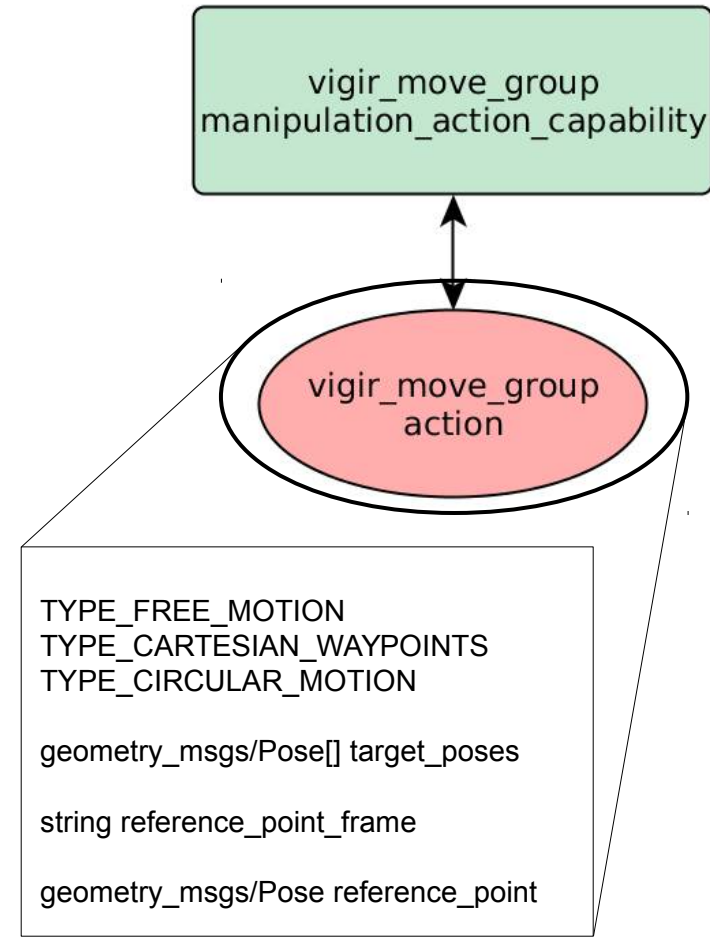 vigir_move_group
manipulation_action_capability
vigir_move_group
action
TYPE_FREE_MOTION
TYPE_CARTESIAN_WAYPOINTS
TYPE_CIRCULAR_MOTION
geometry_msgs/Pose[] target_poses
string reference_point_frame
geometry_msgs/Pose reference_point